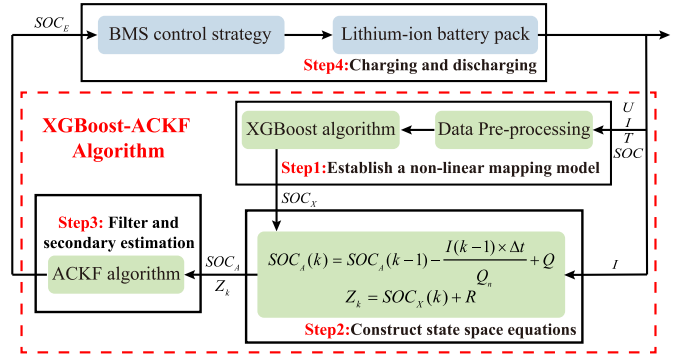 SOC_E
BMS control strategy
Lithium-ion battery pack
Step4:Charging and discharging
XGBoost-ACKF
Algorithm
XGBoost algorithm
Data Pre-processing
U
I
T
SOC
Step1:Establish a non-linear mapping model
SOC_X
Step3: Filter and
secondary estimation
ACKF algorithm
SOC_A
Z_k
SOC_A(k) = SOC_A(k-1) - \frac{I(k-1) × Δt}{Q_n} + Q
Z_k = SOC_X(k) + R
I
Step2:Construct state space equations